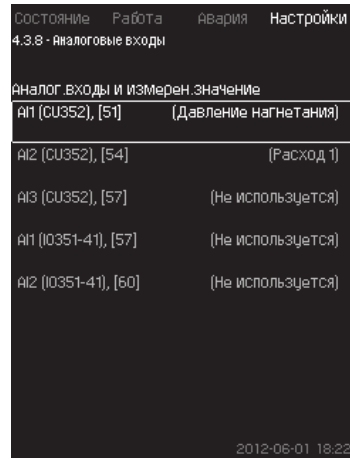 Состояние Работа Авария Настройки
4.3.8 - Аналоговые входы
Аналог.входы и измерен.значение
AI1 (CU352), [51] (Давление нагнетания)
AI2 (CU352), [54] (Расход 1)
AI3 (CU352), [57] (Не используется)
AI1 (IO351-41), [57] (Не используется)
AI2 (IO351-41), [60] (Не используется)
2012-06-01 18:22